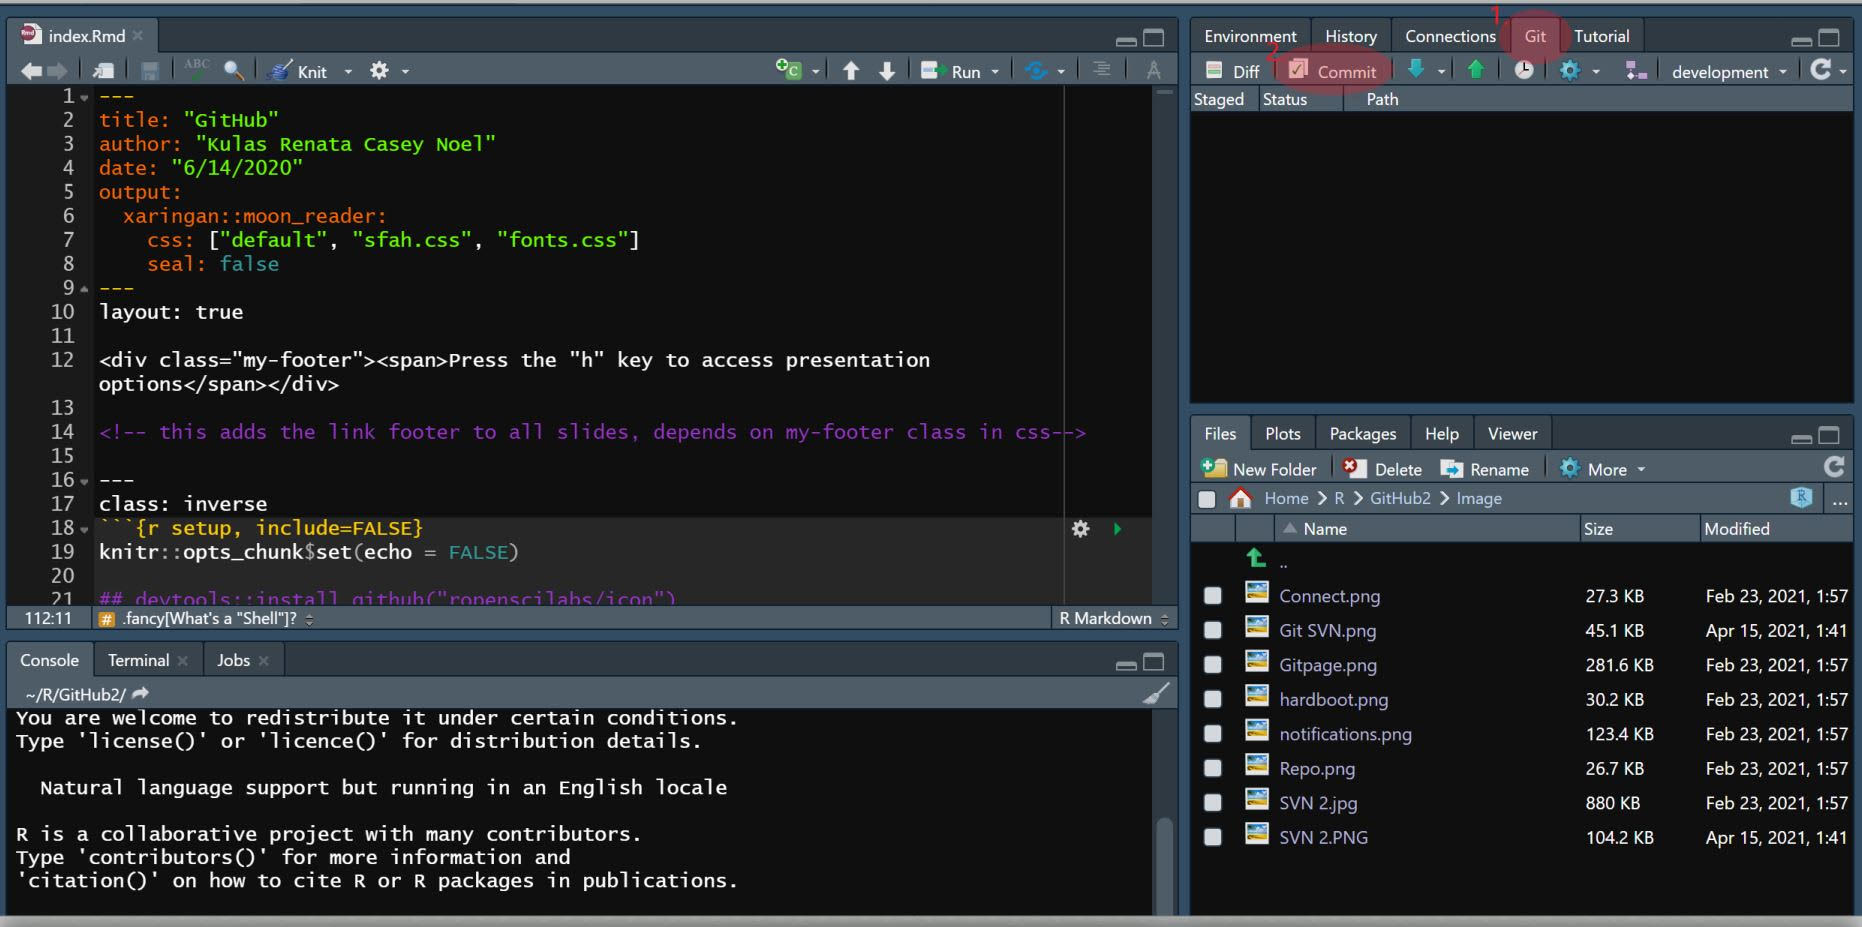 index.Rmd
ABC
Knit
Run
1 ---
2 title: "GitHub"
3 author: "Kulas Renata Casey Noel"
4 date: "6/14/2020"
5 output:
6 xaringan::moon_reader:
7 css: ["default", "sfah.css", "fonts.css"]
8 seal: false
9 ---
10 layout: true
11
12 <div class="my-footer"><span>Press the "h" key to access presentation
options</span></div>
13
14 <!-- this adds the link footer to all slides, depends on my-footer class in css-->
15
16 ---
17 class: inverse
18 ```{r setup, include=FALSE}
19 knitr::opts_chunk$set(echo = FALSE)
20
21 ## devtools::install_github("ropenscilabs/icon")
112:11 # .fancy[What's a "Shell"]? R Markdown
Console Terminal Jobs
~/R/GitHub2/
You are welcome to redistribute it under certain conditions.
Type 'license()' or 'licence()' for distribution details.
Natural language support but running in an English locale
R is a collaborative project with many contributors.
Type 'contributors()' for more information and
'citation()' on how to cite R or R packages in publications.
1
Environment History Connections Git Tutorial
2
Diff Commit development
Staged Status Path
Files Plots Packages Help Viewer
New Folder Delete Rename More
Home R GitHub2 Image R ...
Name Size Modified
..
Connect.png 27.3 KB Feb 23, 2021, 1:57
Git SVN.png 45.1 KB Apr 15, 2021, 1:41
Gitpage.png 281.6 KB Feb 23, 2021, 1:57
hardboot.png 30.2 KB Feb 23, 2021, 1:57
notifications.png 123.4 KB Feb 23, 2021, 1:57
Repo.png 26.7 KB Feb 23, 2021, 1:57
SVN 2.jpg 880 KB Feb 23, 2021, 1:57
SVN 2.PNG 104.2 KB Apr 15, 2021, 1:41